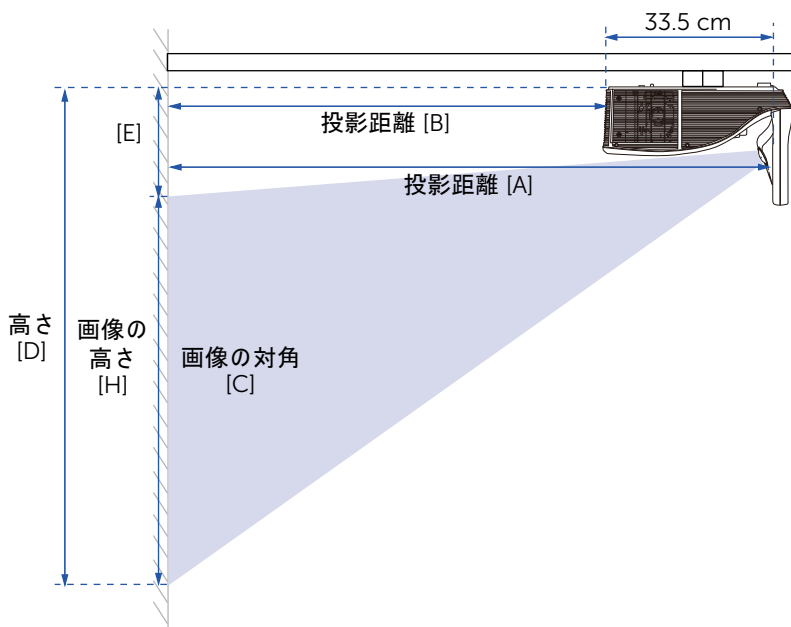 33.5 cm
投影距離 [B]
[E]
投影距離 [A]
高さ
[D]
画像の
高さ
[H]
画像の対角
[C]